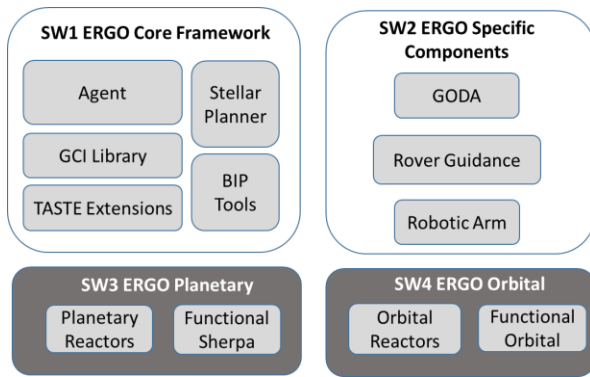 SW1 ERGO Core Framework
Agent
Stellar
Planner
GCI Library
BIP
Tools
TASTE Extensions
SW2 ERGO Specific
Components
GODA
Rover Guidance
Robotic Arm
SW3 ERGO Planetary
Planetary
Reactors
Functional
Sherpa
SW4 ERGO Orbital
Orbital
Reactors
Functional
Orbital